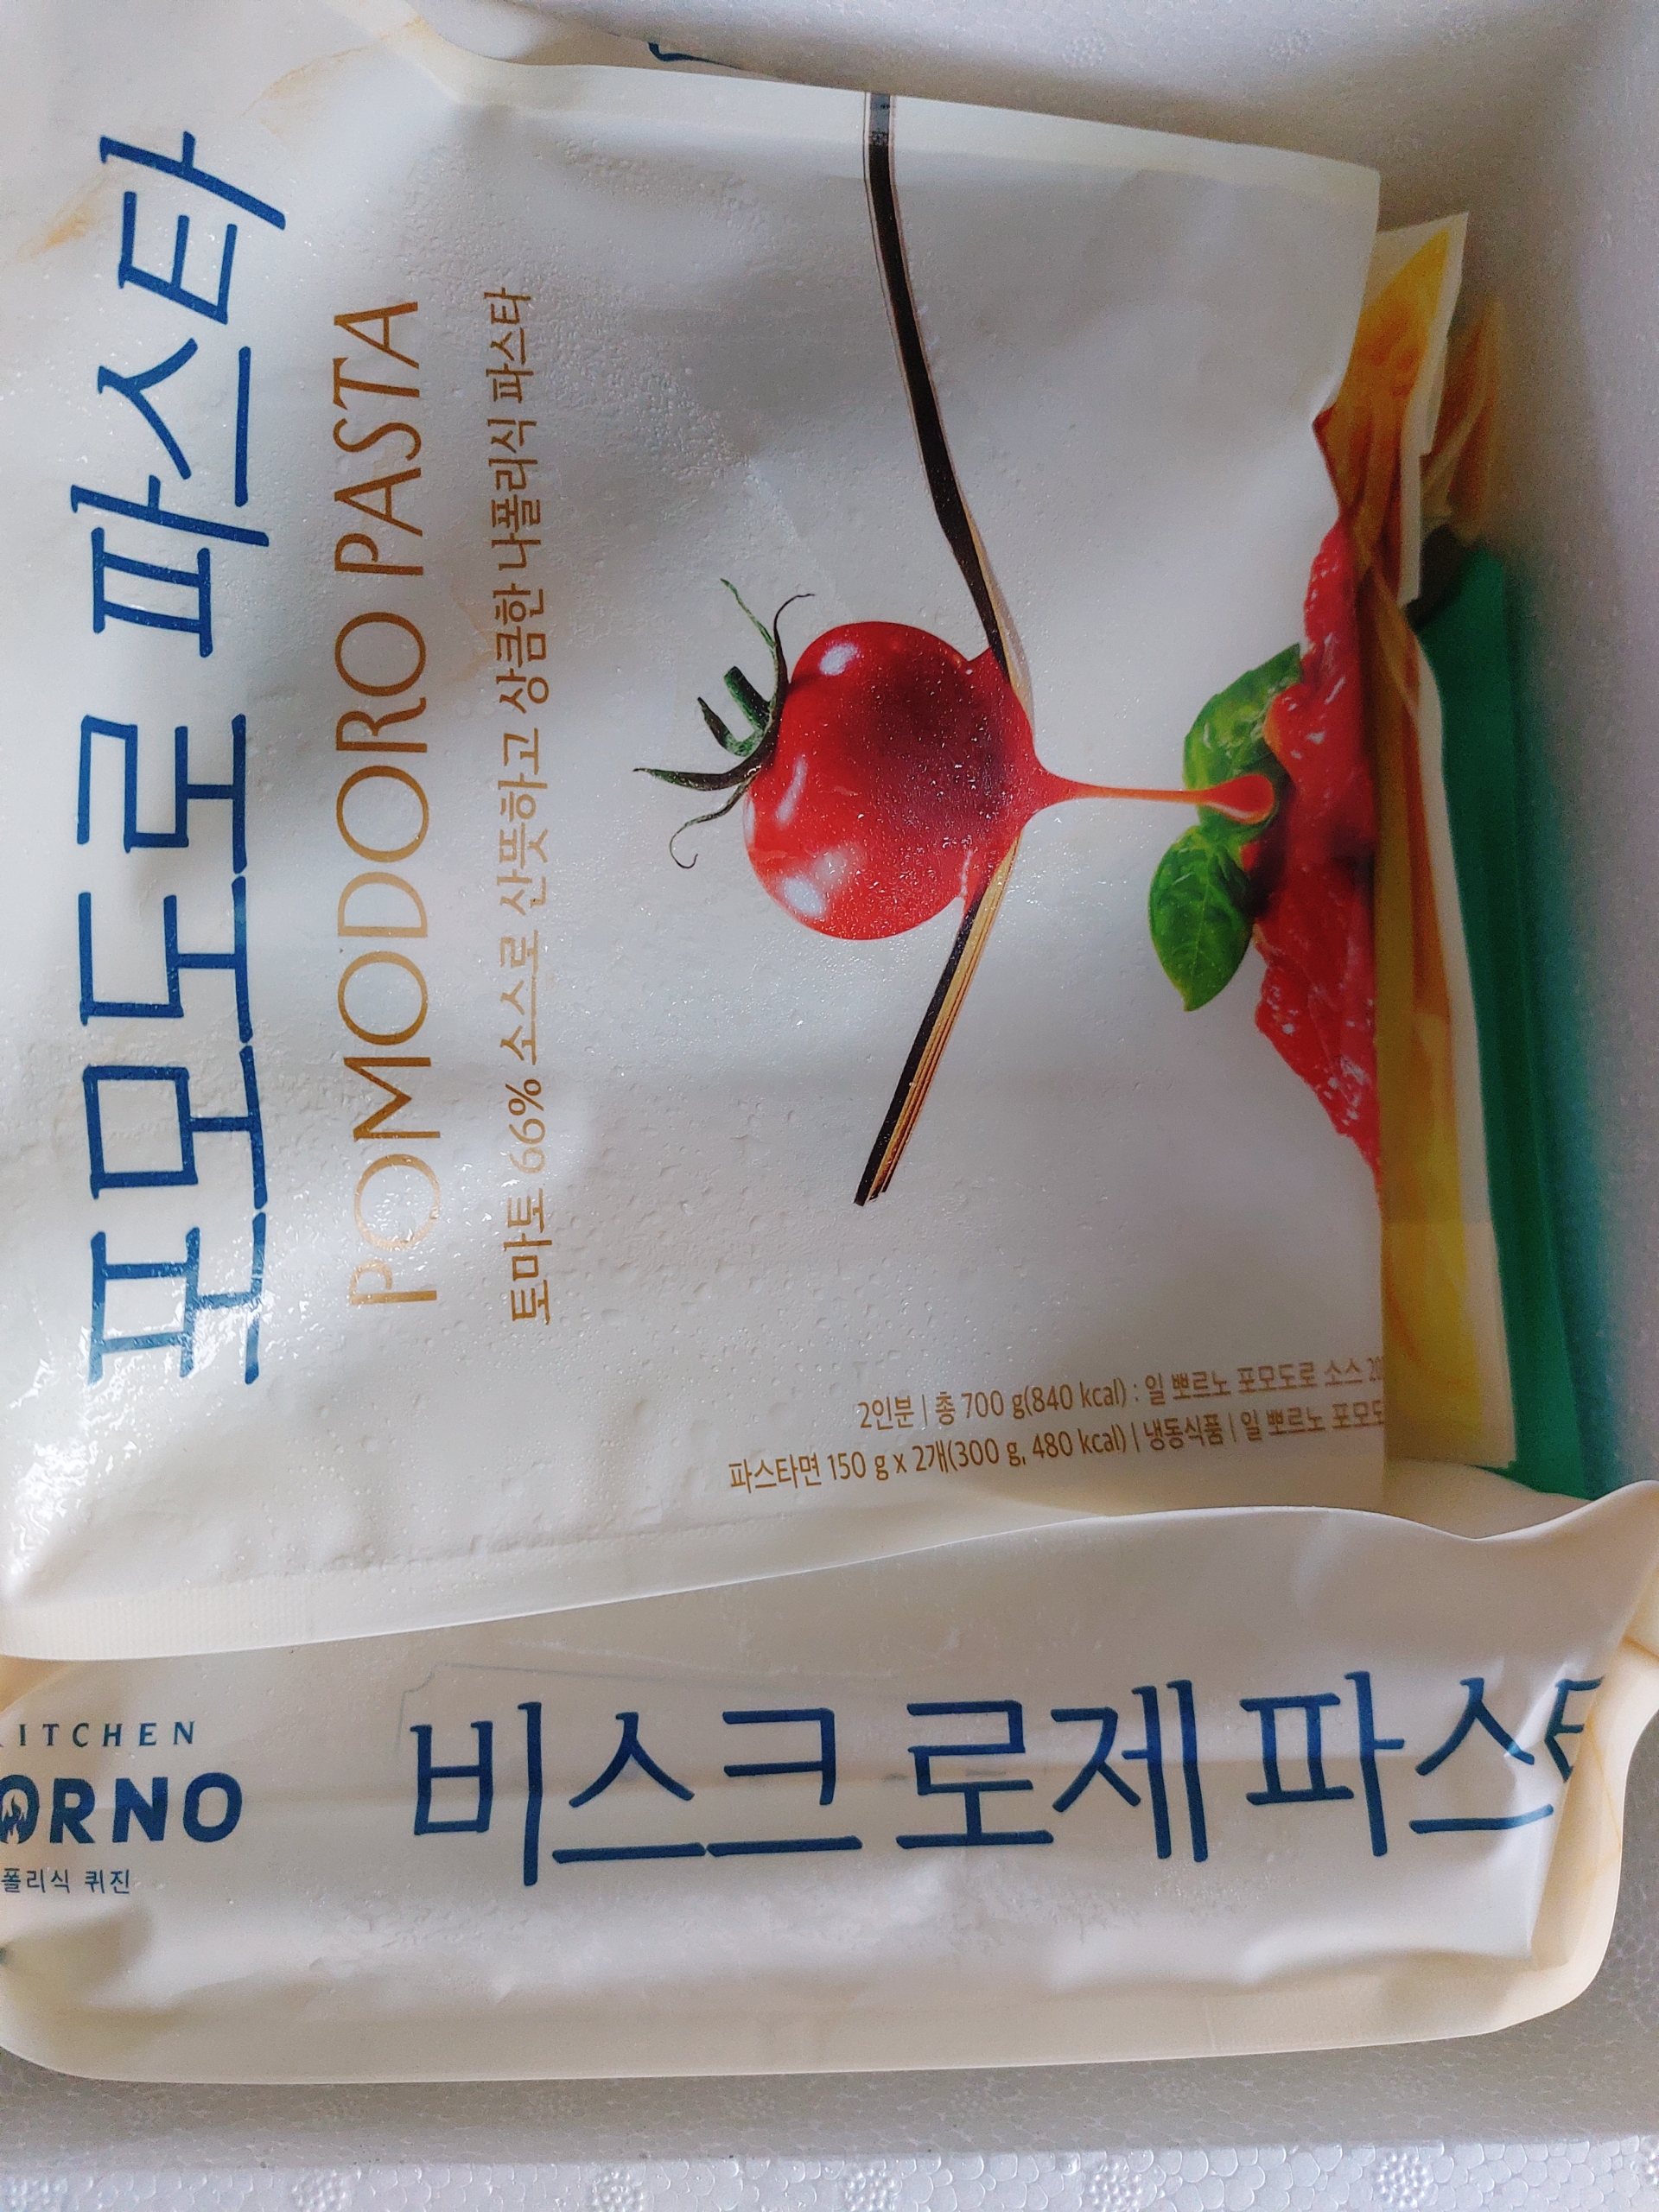 포모도로 파스타
POMODORO PASTA
토마토 66% 소스로 산뜻하고 상큼한 나폴리식 파스타
2인분 | 총 700 g(840 kcal) : 일 뽀르노 포모도로 소스 20
파스타면 150 g x 2개(300 g, 480 kcal) | 냉동식품 | 일 뽀르노 포모도
ITCHEN
ORNO
폴리식 퀴진
비스크 로제 파스타